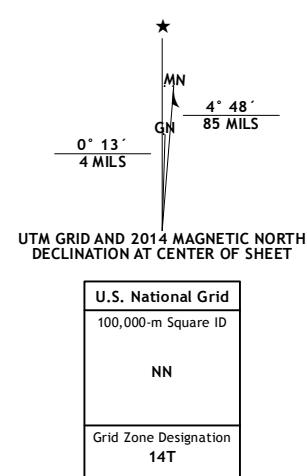 ★
MN
GN
4° 48´
85 MILS
0° 13´
4 MILS
UTM GRID AND 2014 MAGNETIC NORTH
DECLINATION AT CENTER OF SHEET
U.S. National Grid
100,000-m Square ID
NN
Grid Zone Designation
14T